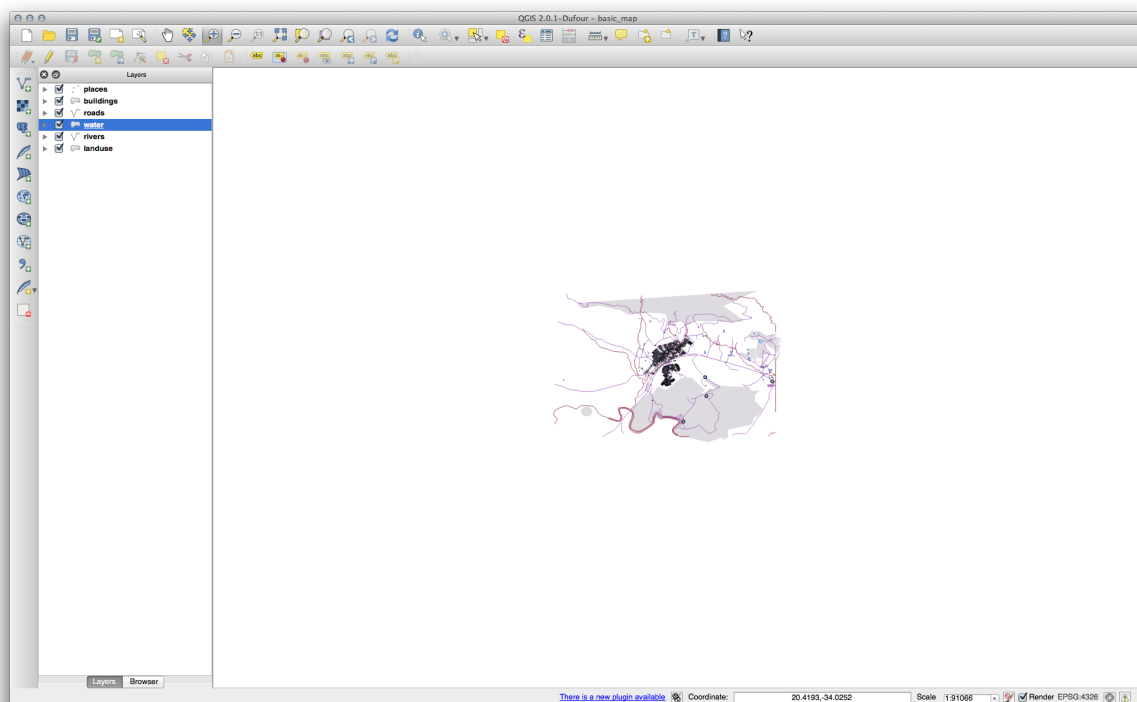 QGIS 2.0.1-Dufour - basic_map
Layers
places
buildings
roads
water
rivers
landuse
Layers Browser
There is a new plugin available Coordinate: 20.4193,-34.0252 Scale 1:91066 Render EPSG:4326